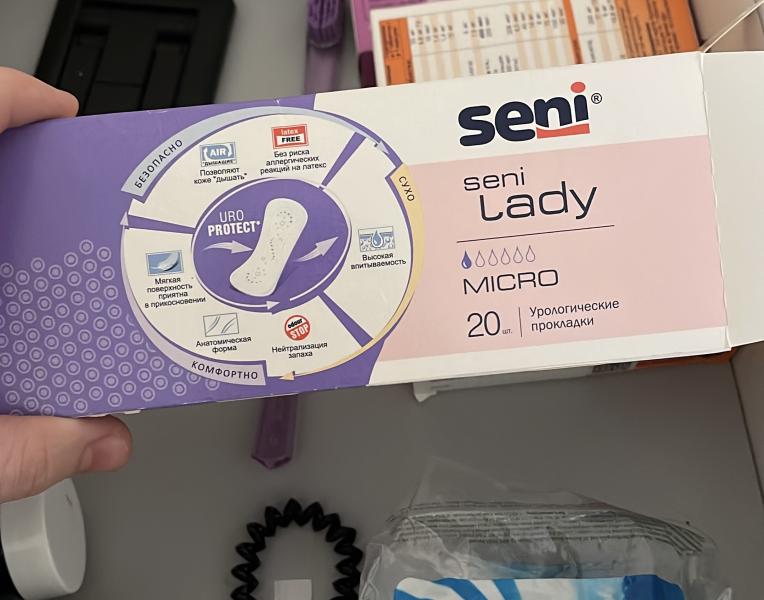 seni®
seni
Lady
MICRO
20 шт.
Урологические
прокладки
БЕЗОПАСНО
AIR
Позволяют
коже "дышать"
latex
FREE
Без риска
аллергических
реакций на латекс
СУХО
URO
PROTECT*
Высокая
впитываемость
Мягкая
поверхность
приятна
в прикосновении
Анатомическая
форма
odour
STOP
Нейтрализация
запаха
КОМФОРТНО